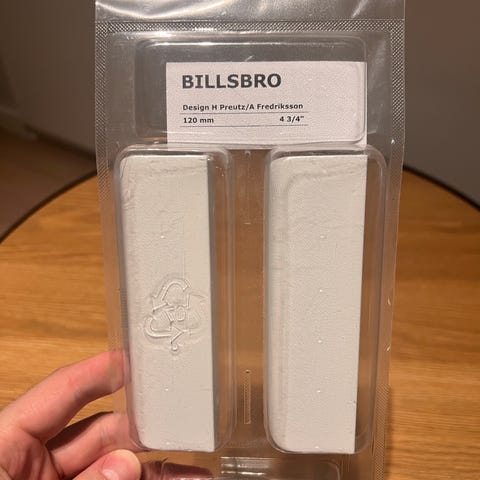 BILLSBRO
Design H Preutz/A Fredriksson
120 mm 4 3/4"